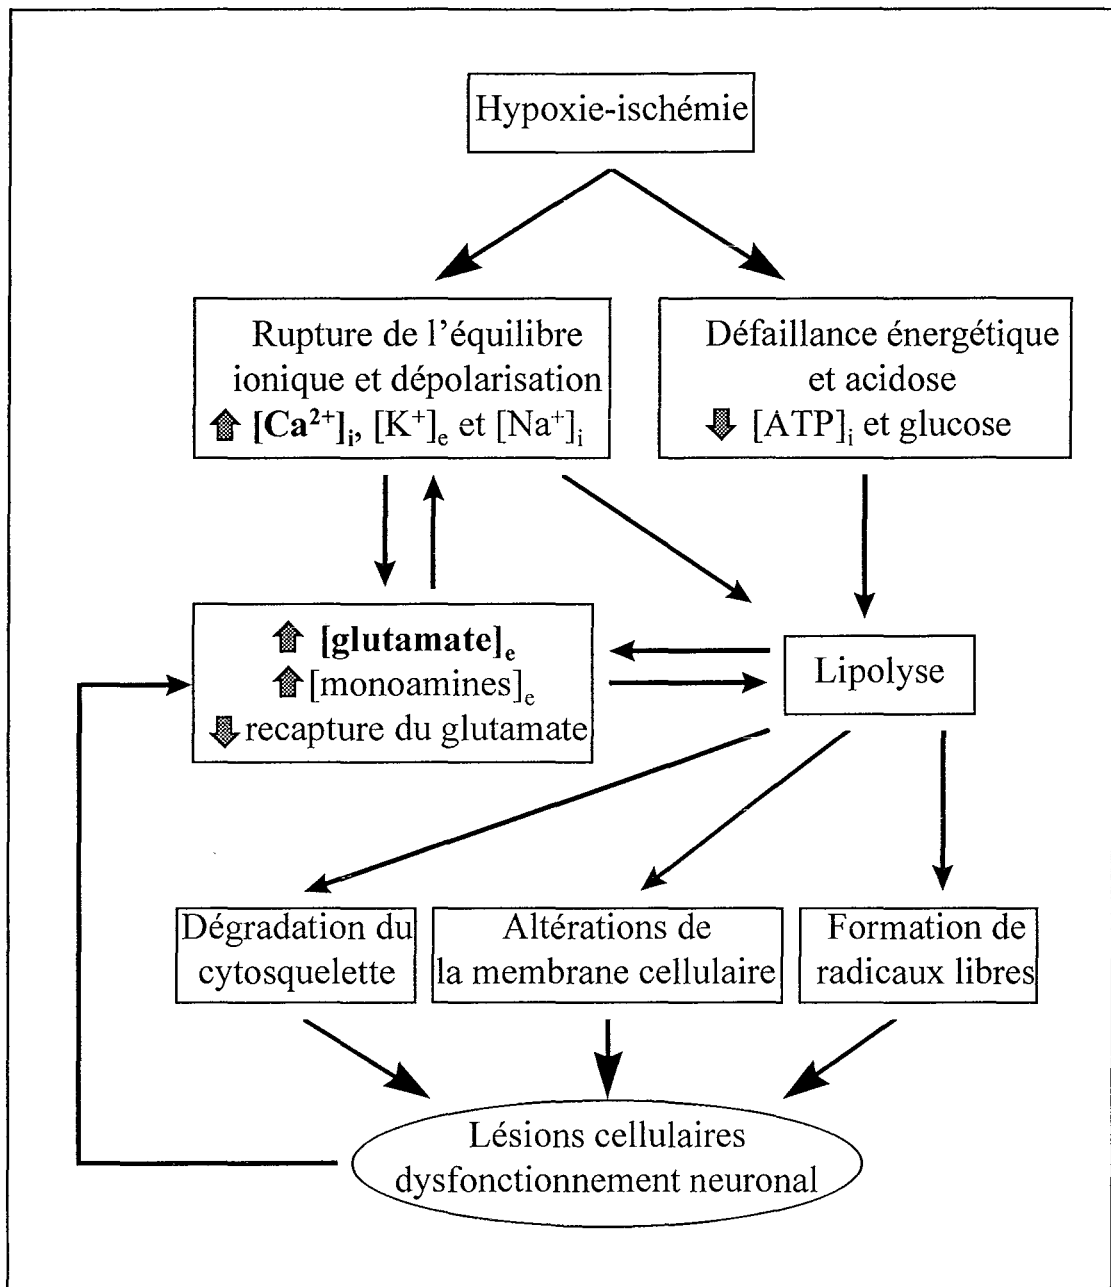 Hypoxie-ischémie
Rupture de l'équilibre
ionique et dépolarisation
[Ca²⁺]ᵢ, [K⁺]ₑ et [Na⁺]ᵢ
Défaillance énergétique
et acidose
[ATP]ᵢ et glucose
[glutamate]ₑ
[monoamines]ₑ
recapture du glutamate
Lipolyse
Dégradation du
cytosquelette
Altérations de
la membrane cellulaire
Formation de
radicaux libres
Lésions cellulaires
dysfonctionnement neuronal